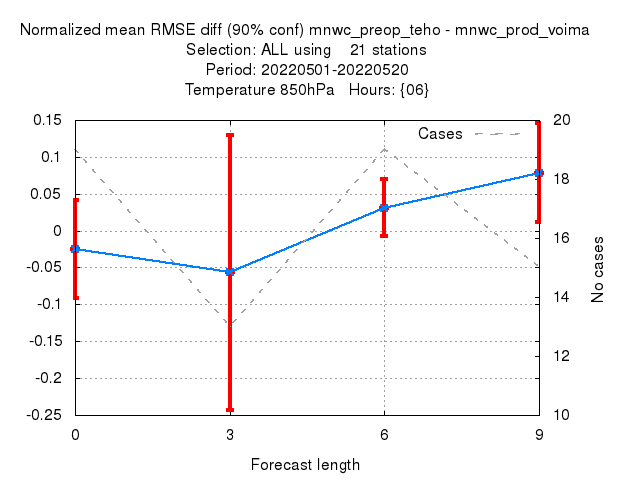 Normalized mean RMSE diff (90% conf) mnwc_preop_teho - mnwc_prod_voima
Selection: ALL using    21 stations
Period: 20220501-20220520
Temperature 850hPa   Hours: {06}
Cases
0.15
0.1
0.05
0
-0.05
-0.1
-0.15
-0.2
-0.25
20
18
16
14
12
10
No cases
0 3 6 9
Forecast length